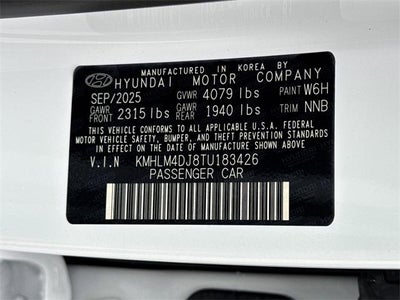 MANUFACTURED IN KOREA BY
HYUNDAI MOTOR COMPANY
SEP/2025 GVWR 4079 lbs PAINT W6H
GAWR FRONT 2315 lbs GAWR REAR 1940 lbs TRIM NNB
THIS VEHICLE CONFORMS TO ALL APPLICABLE U.S.A. FEDERAL
MOTOR VEHICLE SAFETY, BUMPER, AND THEFT PREVENTION STANDARDS
IN EFFECT ON THE DATE OF MANUFACTURE SHOWN ABOVE.
V.I.N KMHLM4DJ8TU183426
PASSENGER CAR